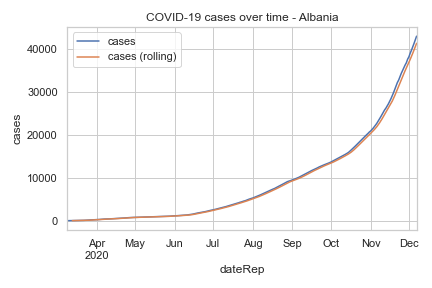 COVID-19 cases over time - Albania
cases
cases (rolling)
40000
30000
20000
10000
0
cases
Apr
2020
May
Jun
Jul
Aug
Sep
Oct
Nov
Dec
dateRep